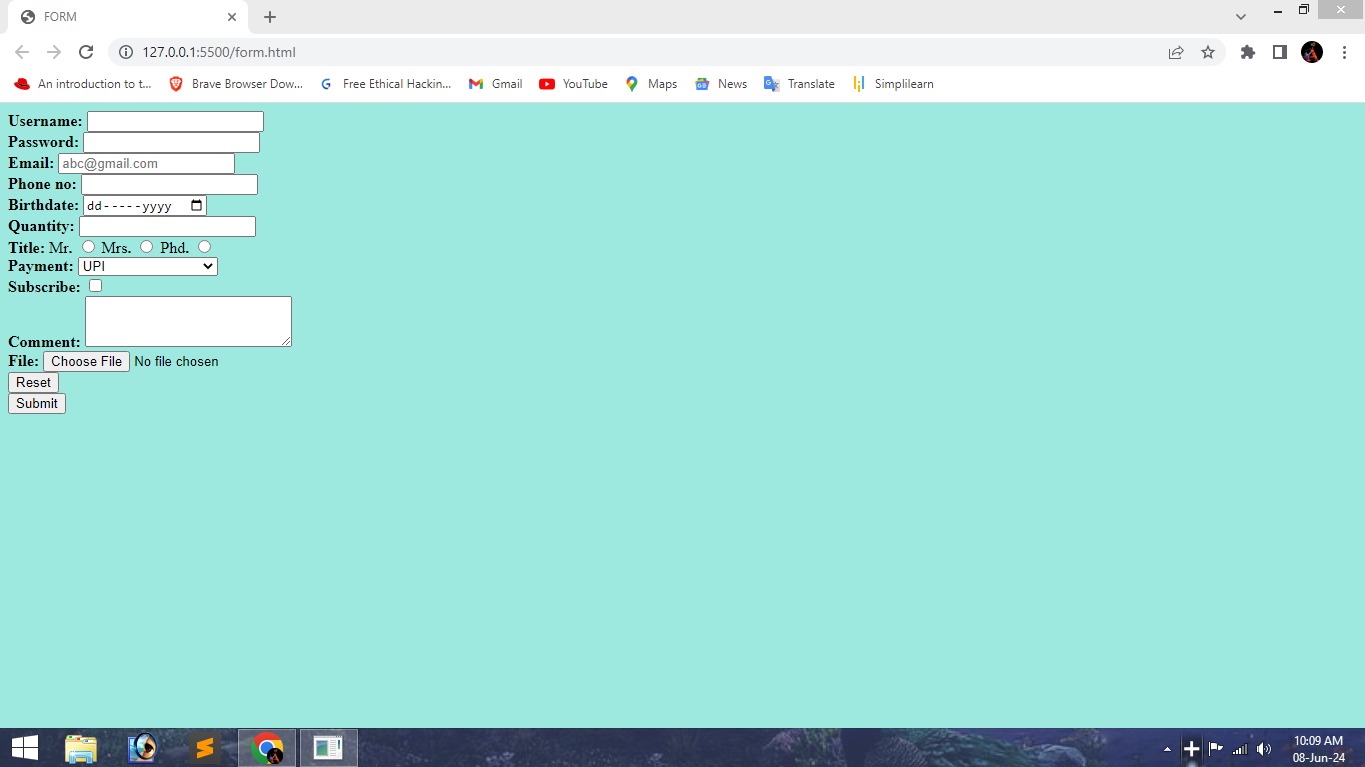 FORM
127.0.0.1:5500/form.html
An introduction to t... Brave Browser Dow... Free Ethical Hackin... Gmail YouTube Maps News Translate Simplilearn
Username:
Password:
Email: abc@gmail.com
Phone no:
Birthdate: dd-----yyyy
Quantity:
Title: Mr. Mrs. Phd.
Payment: UPI
Subscribe:
Comment:
File: Choose File No file chosen
Reset
Submit
10:09 AM
08-Jun-24